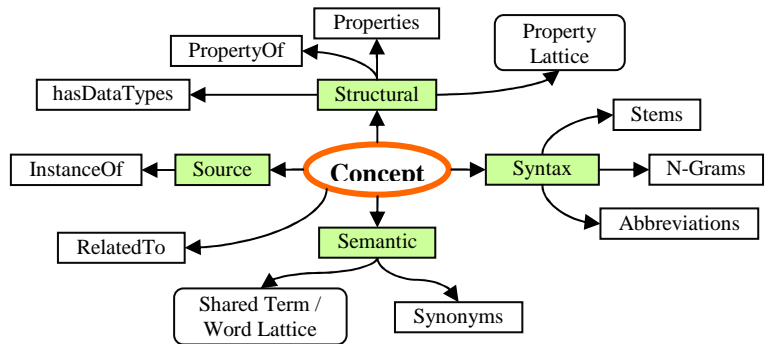 Properties
Property
Lattice
PropertyOf
hasDataTypes
Structural
Stems
InstanceOf
Source
Concept
Syntax
N-Grams
RelatedTo
Semantic
Abbreviations
Shared Term /
Word Lattice
Synonyms